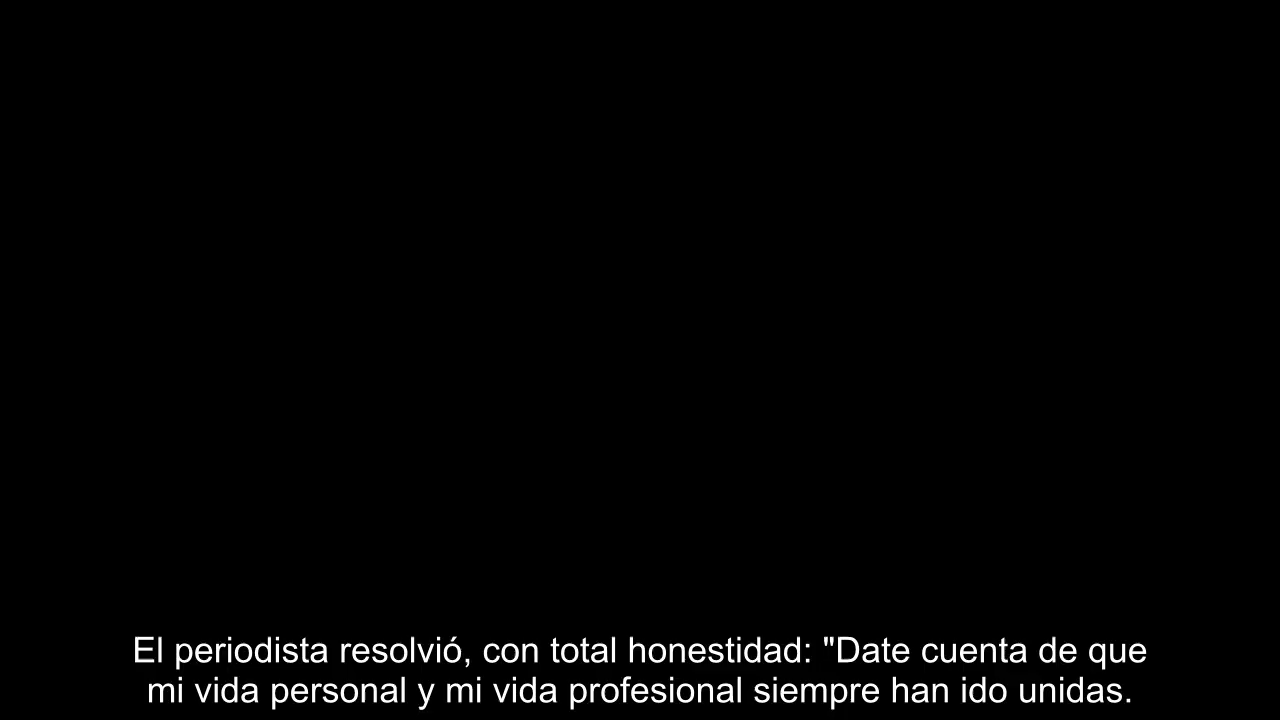 El periodista resolvió, con total honestidad: "Date cuenta de que
mi vida personal y mi vida profesional siempre han ido unidas.